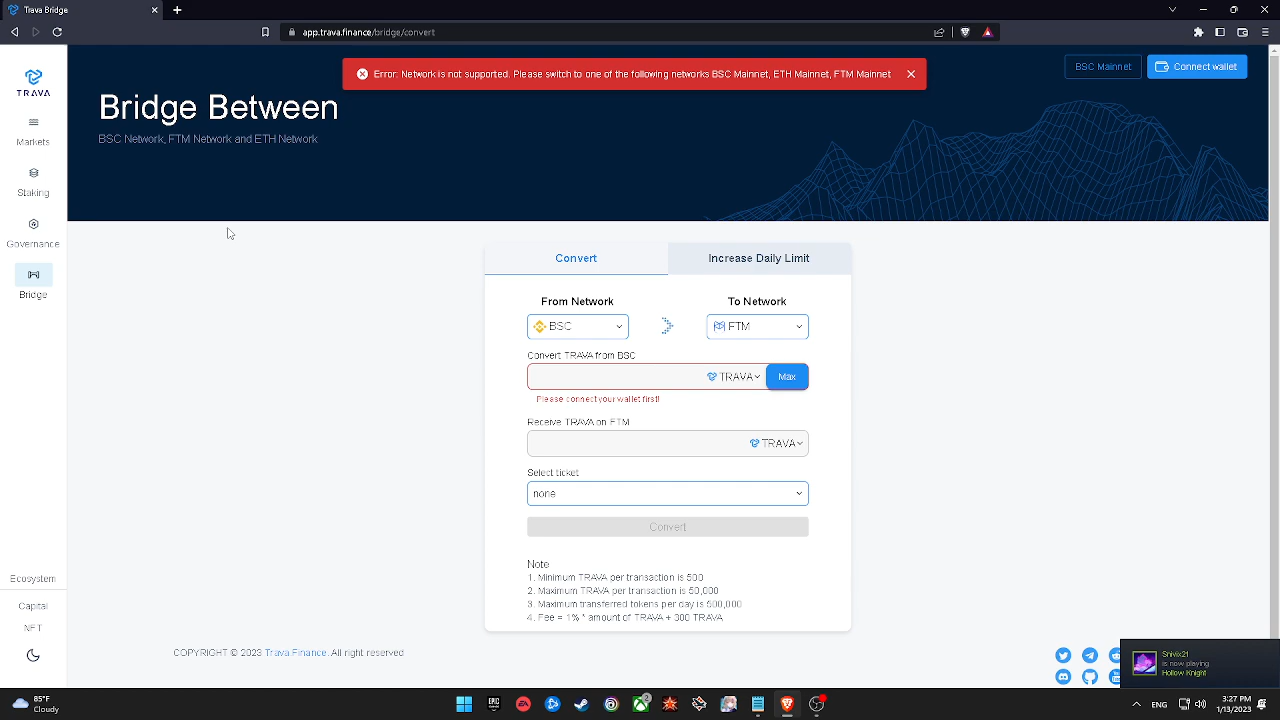 Trava Bridge
app.trava.finance/bridge/convert
Error: Network is not supported. Please switch to one of the following networks BSC Mainnet, ETH Mainnet, FTM Mainnet
BSC Mainnet
Connect wallet
TRAVA
Bridge Between
BSC Network, FTM Network and ETH Network
Markets
Staking
Governance
Bridge
Convert
Increase Daily Limit
From Network
To Network
BSC
FTM
Convert TRAVA from BSC
TRAVA
Max
Please connect your wallet first!
Receive TRAVA on FTM
TRAVA
Select ticket
none
Convert
Note
1. Minimum TRAVA per transaction is 500
2. Maximum TRAVA per transaction is 50,000
3. Maximum transferred tokens per day is 500,000
4. Fee = 1% * amount of TRAVA + 300 TRAVA
Ecosystem
Capital
NFT
COPYRIGHT © 2023 Trava.Finance. All right reserved
Snivix21
is now playing
Hollow Knight
85°F
Cloudy
EPIC
EA
2
ENG
3:27 PM
1/13/2023